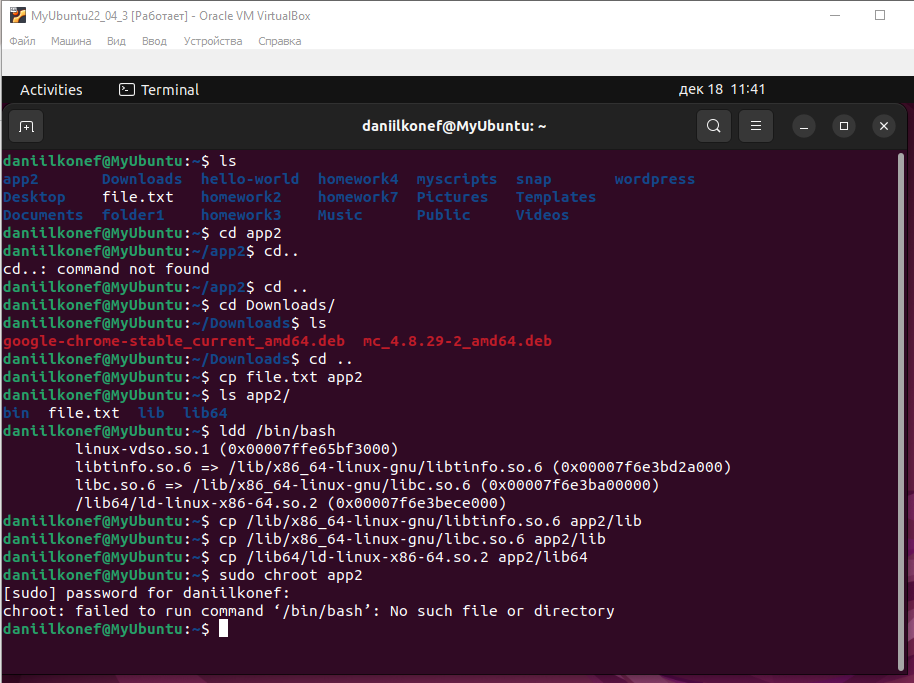 MyUbuntu22_04_3 [Работает] - Oracle VM VirtualBox
Файл Машина Вид Ввод Устройства Справка
Activities Terminal дек 18 11:41
daniilkonef@MyUbuntu: ~
daniilkonef@MyUbuntu:~$ ls
app2 Downloads hello-world homework4 myscripts snap wordpress
Desktop file.txt homework2 homework7 Pictures Templates
Documents folder1 homework3 Music Public Videos
daniilkonef@MyUbuntu:~$ cd app2
daniilkonef@MyUbuntu:~/app2$ cd..
cd..: command not found
daniilkonef@MyUbuntu:~/app2$ cd ..
daniilkonef@MyUbuntu:~$ cd Downloads/
daniilkonef@MyUbuntu:~/Downloads$ ls
google-chrome-stable_current_amd64.deb mc_4.8.29-2_amd64.deb
daniilkonef@MyUbuntu:~/Downloads$ cd ..
daniilkonef@MyUbuntu:~$ cp file.txt app2
daniilkonef@MyUbuntu:~$ ls app2/
bin file.txt lib lib64
daniilkonef@MyUbuntu:~$ ldd /bin/bash
linux-vdso.so.1 (0x00007ffe65bf3000)
libtinfo.so.6 => /lib/x86_64-linux-gnu/libtinfo.so.6 (0x00007f6e3bd2a000)
libc.so.6 => /lib/x86_64-linux-gnu/libc.so.6 (0x00007f6e3ba00000)
/lib64/ld-linux-x86-64.so.2 (0x00007f6e3bece000)
daniilkonef@MyUbuntu:~$ cp /lib/x86_64-linux-gnu/libtinfo.so.6 app2/lib
daniilkonef@MyUbuntu:~$ cp /lib/x86_64-linux-gnu/libc.so.6 app2/lib
daniilkonef@MyUbuntu:~$ cp /lib64/ld-linux-x86-64.so.2 app2/lib64
daniilkonef@MyUbuntu:~$ sudo chroot app2
[sudo] password for daniilkonef:
chroot: failed to run command ‘/bin/bash’: No such file or directory
daniilkonef@MyUbuntu:~$